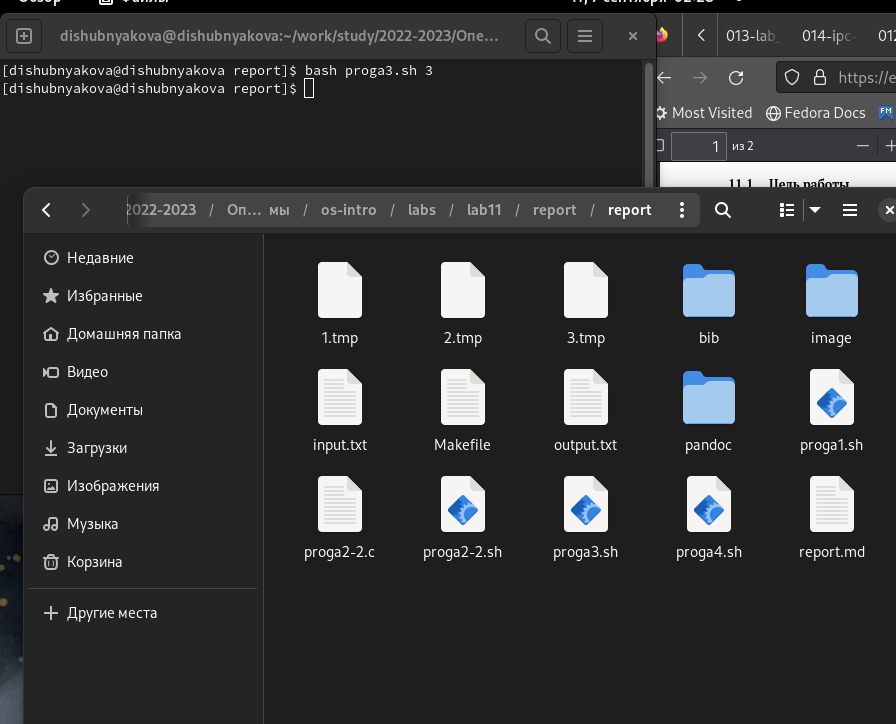 dishubnyakova@dishubnyakova:~/work/study/2022-2023/Опе...
[dishubnyakova@dishubnyakova report]$ bash proga3.sh 3
[dishubnyakova@dishubnyakova report]$
013-lab_ 014-ipc- 012
https://e
Most Visited Fedora Docs FM
1 из 2
11.1. Цель работы
2022-2023 / Оп... мы / os-intro / labs / lab11 / report / report
Недавние
Избранные
Домашняя папка
Видео
Документы
Загрузки
Изображения
Музыка
Корзина
Другие места
1.tmp 2.tmp 3.tmp bib image
input.txt Makefile output.txt pandoc proga1.sh
proga2-2.c proga2-2.sh proga3.sh proga4.sh report.md